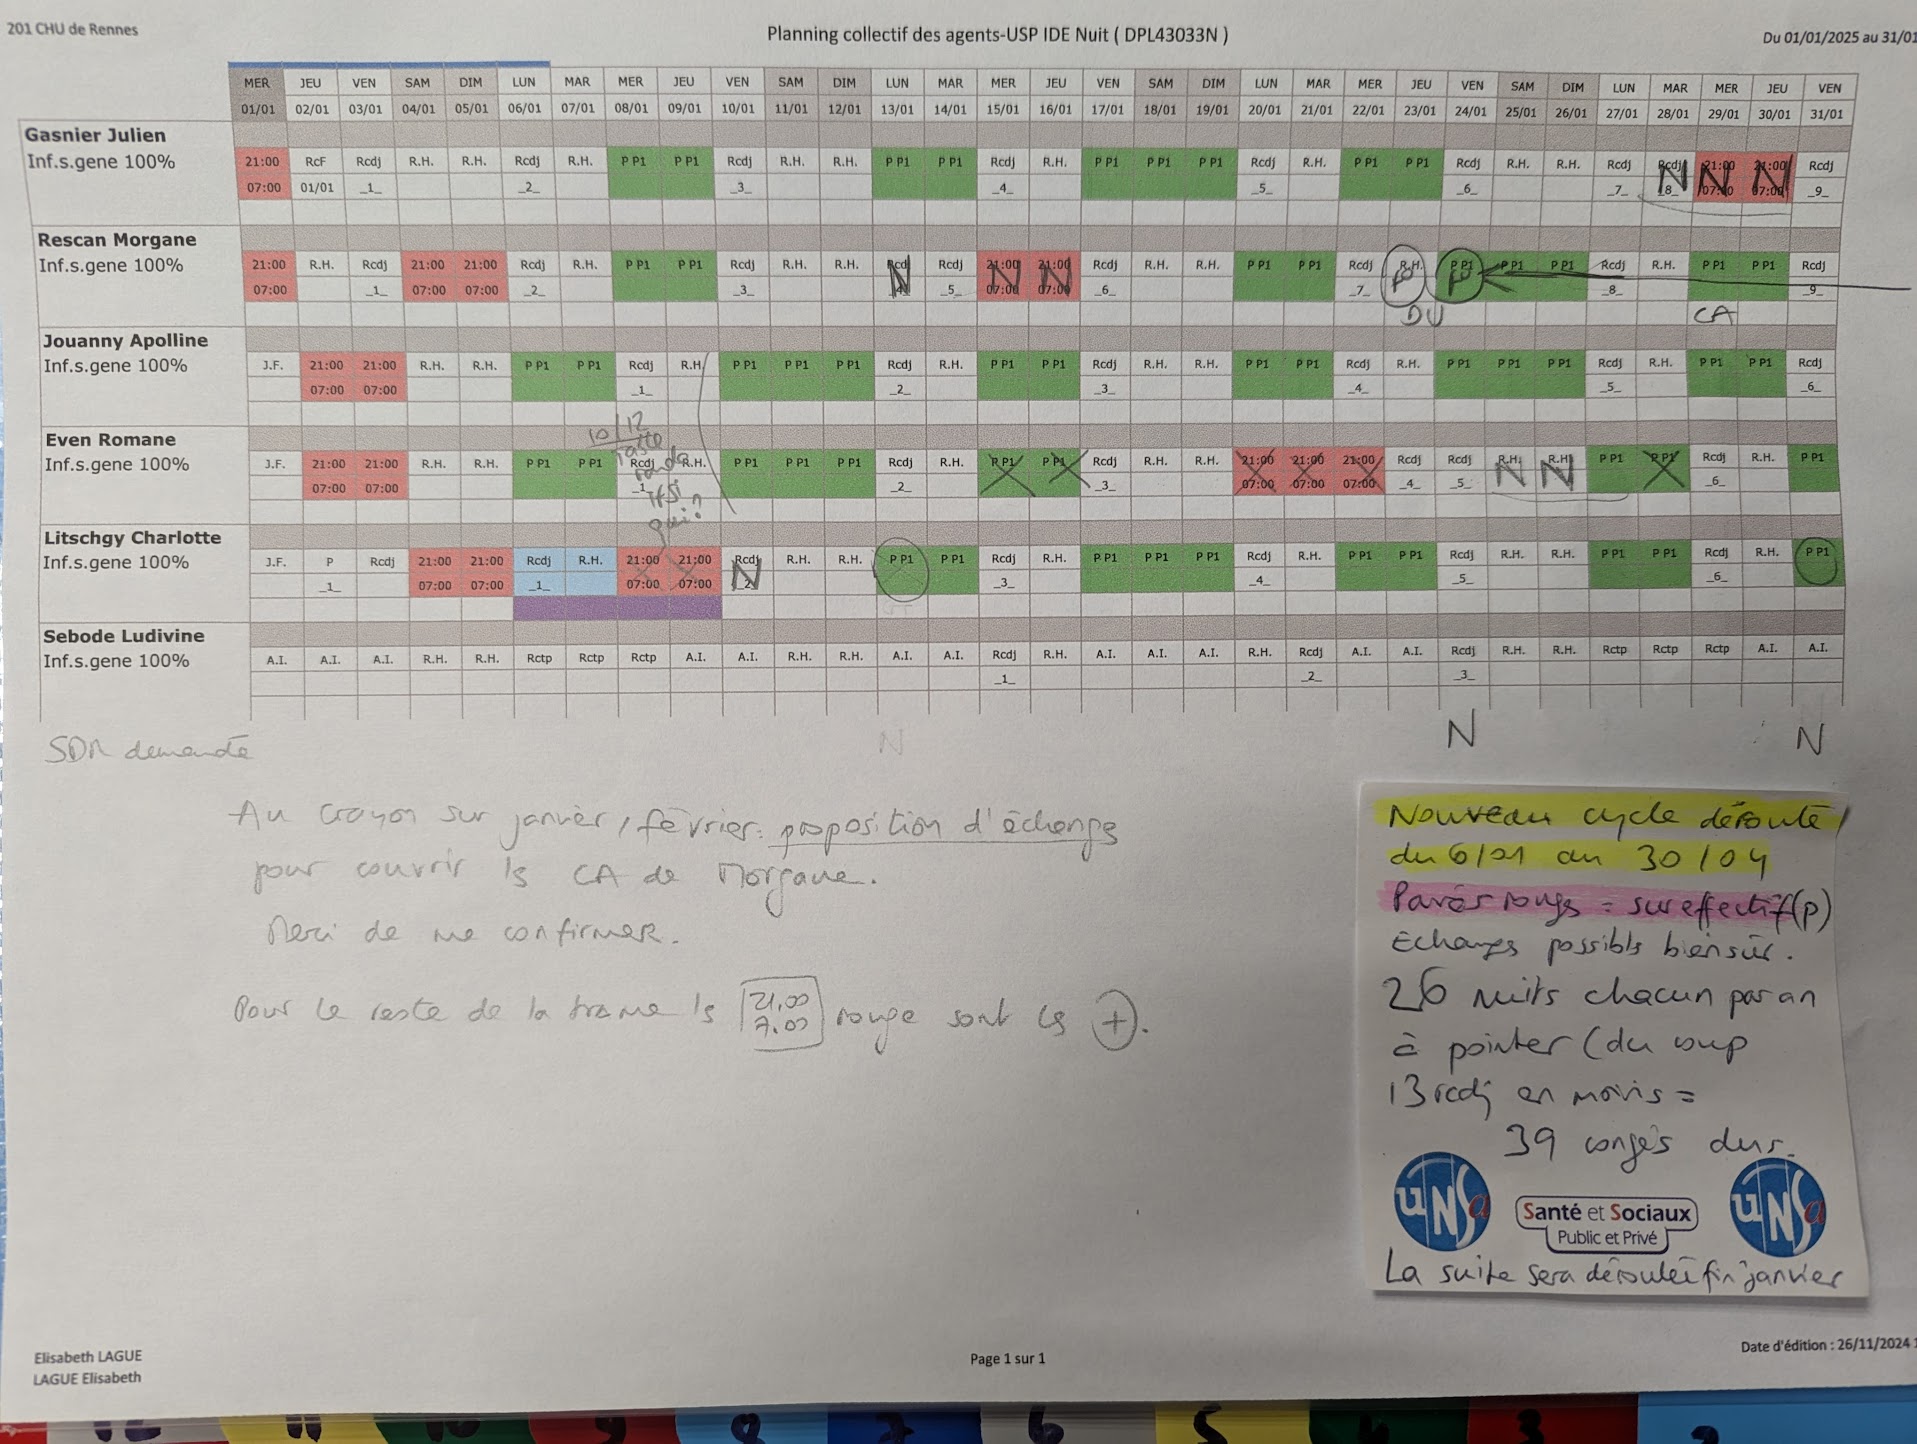 201 CHU de Rennes
Planning collectif des agents-USP IDE Nuit ( DPL43033N )
Du 01/01/2025 au 31/01
MER JEU VEN SAM DIM LUN MAR MER JEU VEN SAM DIM LUN MAR MER JEU VEN SAM DIM LUN MAR MER JEU VEN SAM DIM LUN MAR MER JEU VEN
01/01 02/01 03/01 04/01 05/01 06/01 07/01 08/01 09/01 10/01 11/01 12/01 13/01 14/01 15/01 16/01 17/01 18/01 19/01 20/01 21/01 22/01 23/01 24/01 25/01 26/01 27/01 28/01 29/01 30/01 31/01
Gasnier Julien
Inf.s.gene 100% 21:00 RcF Rcdj R.H. R.H. Rcdj R.H. P P1 P P1 Rcdj R.H. R.H. P P1 P P1 Rcdj R.H. P P1 P P1 P P1 Rcdj R.H. P P1 P P1 Rcdj R.H. R.H. Rcdj Rcdj 21:00 21:00 Rcdj
07:00 01/01 _1_ _2_ _3_ _4_ _5_ _6_ _7_ _8_ 07:00 07:00 _9_
N N N
Rescan Morgane
Inf.s.gene 100% 21:00 R.H. Rcdj 21:00 21:00 Rcdj R.H. P P1 P P1 Rcdj R.H. R.H. Rcdj Rcdj 21:00 21:00 Rcdj R.H. R.H. P P1 P P1 Rcdj R.H. P P1 P P1 P P1 Rcdj R.H. P P1 P P1 Rcdj
07:00 _1_ 07:00 07:00 _2_ _3_ _4_ _5_ 07:00 07:00 _6_ _7_ _8_ _9_
N N N
DU CA
Jouanny Apolline
Inf.s.gene 100% J.F. 21:00 21:00 R.H. R.H. P P1 P P1 Rcdj R.H. P P1 P P1 P P1 Rcdj R.H. P P1 P P1 Rcdj R.H. R.H. P P1 P P1 Rcdj R.H. P P1 P P1 P P1 Rcdj R.H. P P1 P P1 Rcdj
07:00 07:00 _1_ _2_ _3_ _4_ _5_ _6_
10/12
Even Romane
Inf.s.gene 100% J.F. 21:00 21:00 R.H. R.H. P P1 P P1 Rcdj R.H. P P1 P P1 P P1 Rcdj R.H. P P1 P P1 Rcdj R.H. R.H. 21:00 21:00 21:00 Rcdj Rcdj R.H. R.H. P P1 P P1 Rcdj R.H. P P1
07:00 07:00 _1_ _2_ _3_ 07:00 07:00 07:00 _4_ _5_ _6_
N N
IFSI
qui?
Litschgy Charlotte
Inf.s.gene 100% J.F. P Rcdj 21:00 21:00 Rcdj R.H. 21:00 21:00 Rcdj R.H. R.H. P P1 P P1 Rcdj R.H. P P1 P P1 P P1 Rcdj R.H. P P1 P P1 Rcdj R.H. R.H. P P1 P P1 Rcdj R.H. P P1
_1_ 07:00 07:00 _1_ 07:00 07:00 _2_ _3_ _4_ _5_ _6_
N
Sebode Ludivine
Inf.s.gene 100% A.I. A.I. A.I. R.H. R.H. Rctp Rctp Rctp A.I. A.I. R.H. R.H. A.I. A.I. Rcdj R.H. A.I. A.I. A.I. R.H. Rcdj A.I. A.I. Rcdj R.H. R.H. Rctp Rctp Rctp A.I. A.I.
_1_ _2_ _3_
N N N
SDR demandé
Au crayon sur janvier, février: proposition d'échange
pour couvrir ls CA de Morgane.
Merci de me confirmer.
Pour le reste de la trame ls 21.00 7.00 rouge sont ls +.
Nouveau cycle déroulé
du 6/01 au 30/04
Pavés rouges = sureffectif (p)
Echanges possibls biensûr.
26 nuits chacun par an
à pointer (du coup
13 rcdj en moins =
39 congés dus.
UNSa Santé et Sociaux UNSa
Public et Privé
La suite sera déroulée fin janvier
Elisabeth LAGUE
LAGUE Elisabeth
Page 1 sur 1
Date d'édition : 26/11/2024
12 11 10 9 8 7 6 5 4 3 2